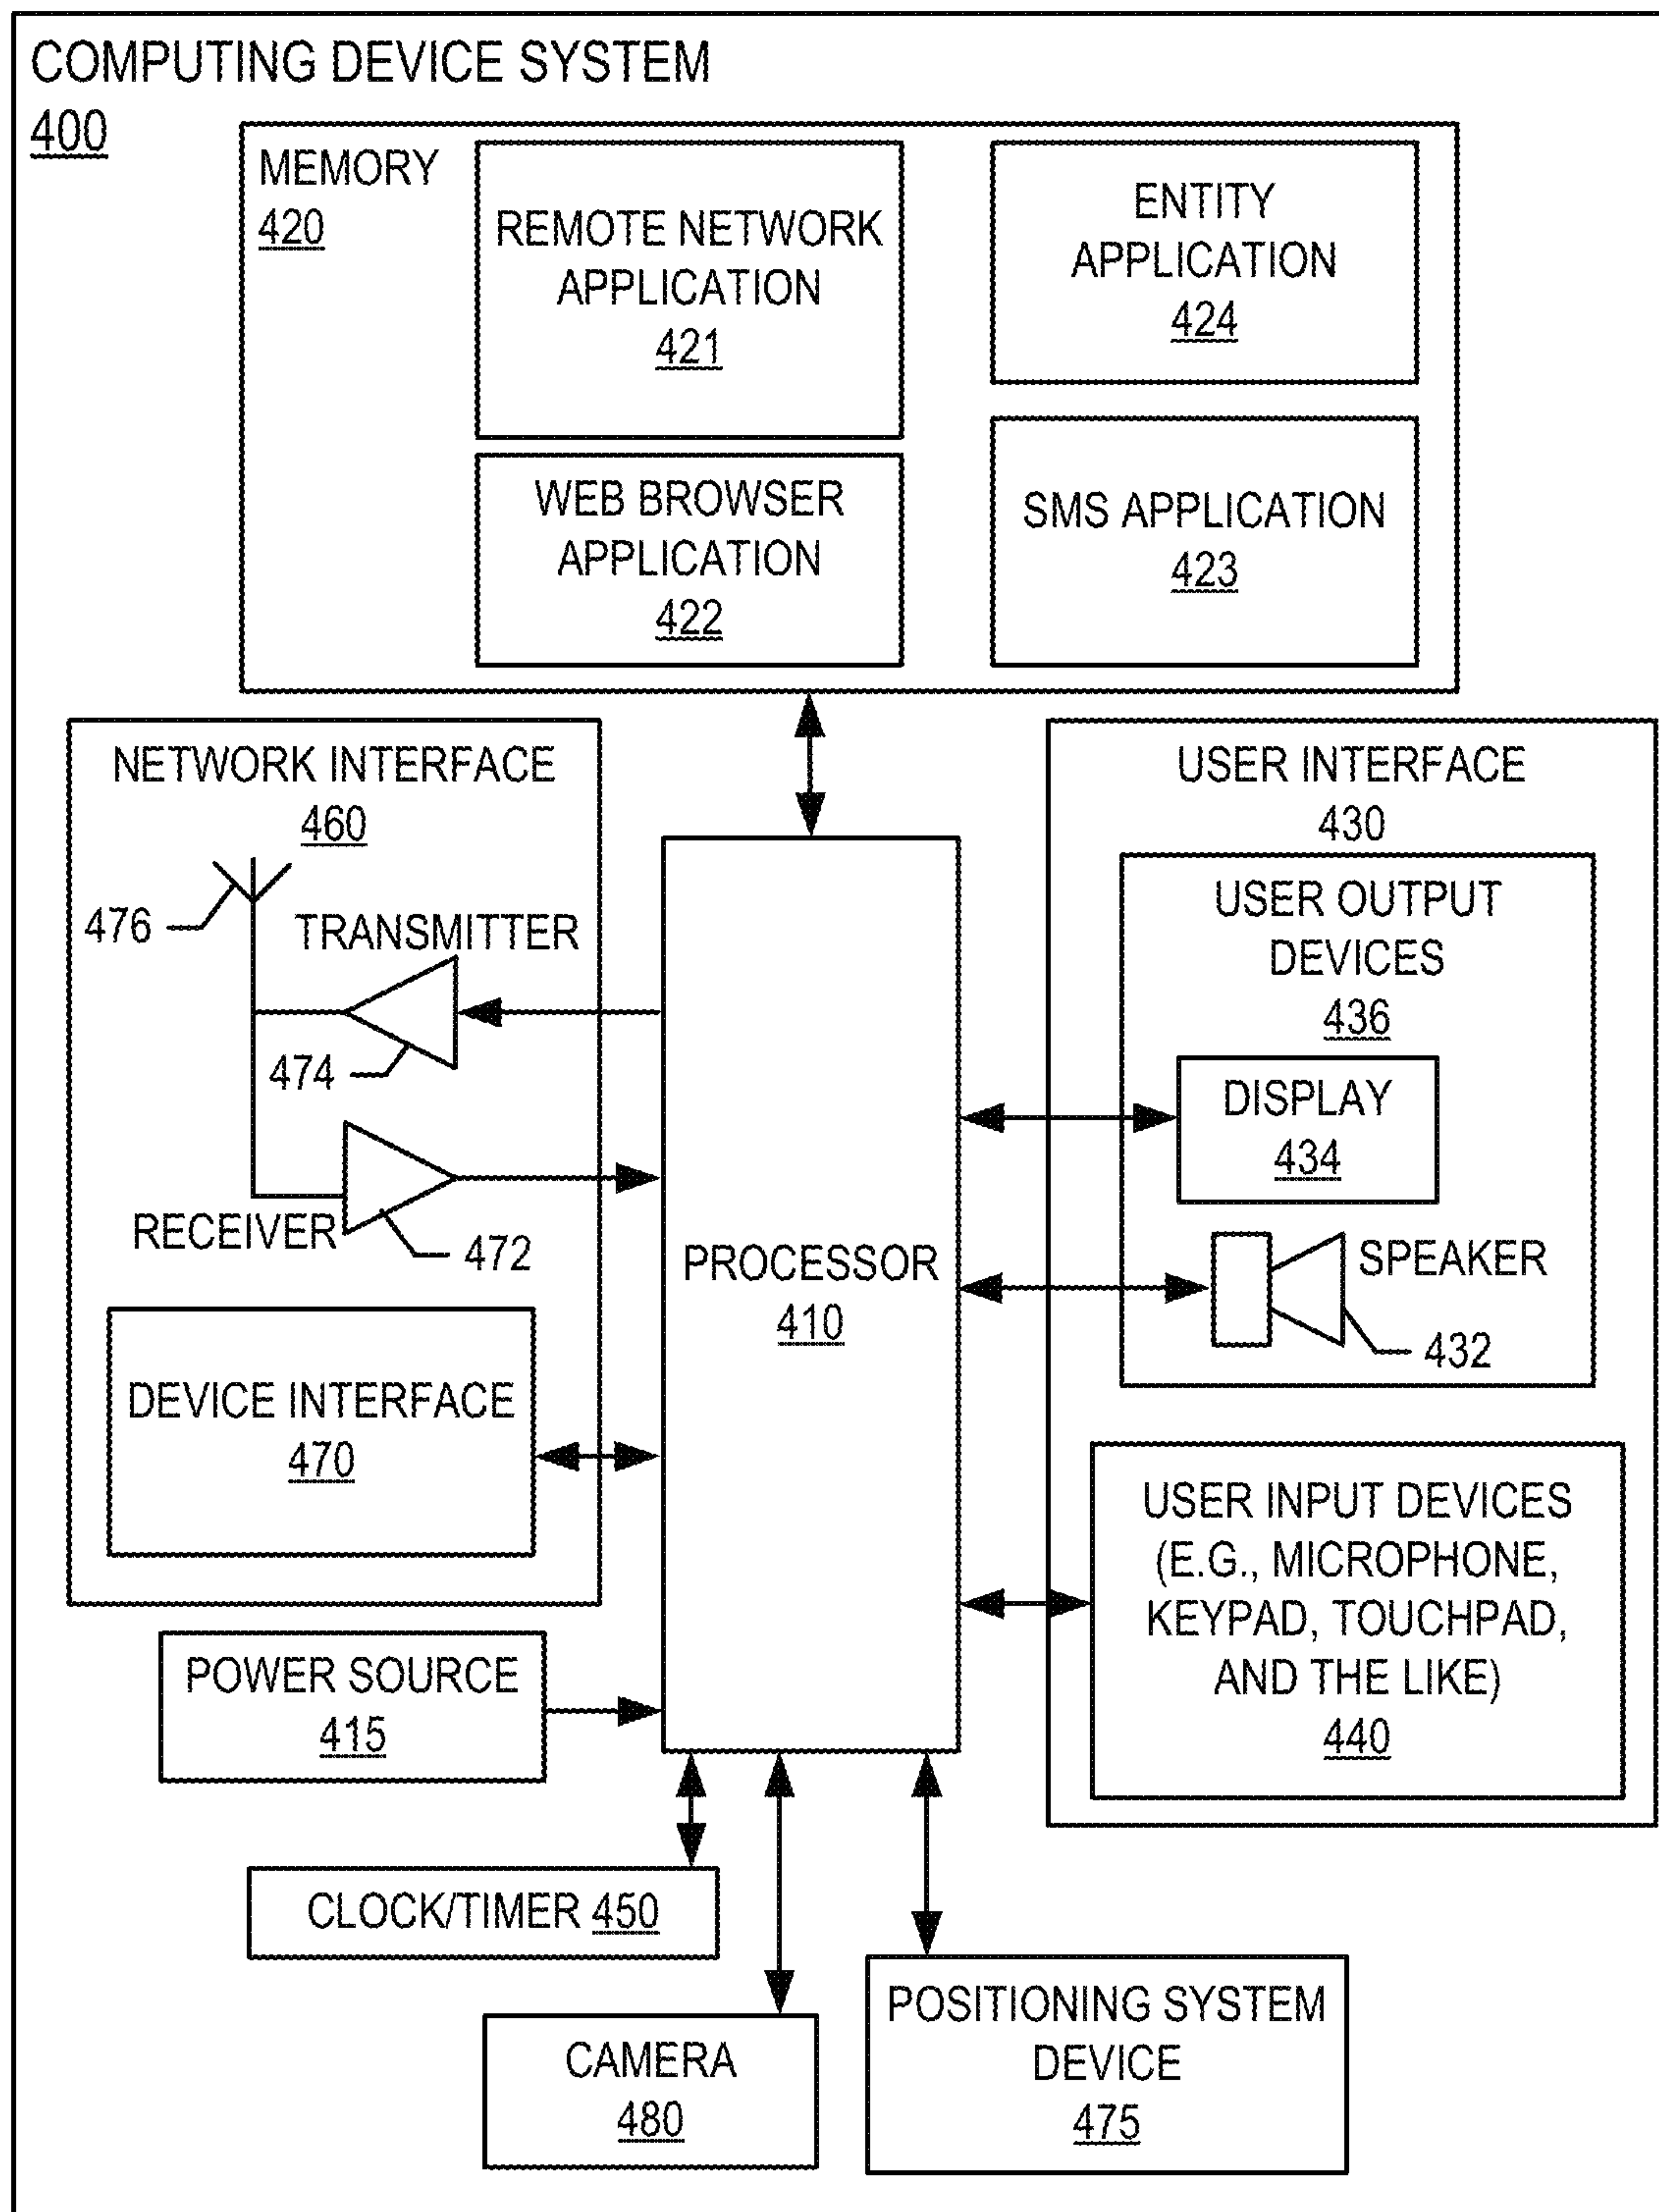 COMPUTING DEVICE SYSTEM
400
MEMORY
420
REMOTE NETWORK
APPLICATION
421
ENTITY
APPLICATION
424
WEB BROWSER
APPLICATION
422
SMS APPLICATION
423
NETWORK INTERFACE
460
476
TRANSMITTER
474
RECEIVER
472
DEVICE INTERFACE
470
PROCESSOR
410
USER INTERFACE
430
USER OUTPUT
DEVICES
436
DISPLAY
434
SPEAKER
432
USER INPUT DEVICES
(E.G., MICROPHONE,
KEYPAD, TOUCHPAD,
AND THE LIKE)
440
POWER SOURCE
415
CLOCK/TIMER 450
CAMERA
480
POSITIONING SYSTEM
DEVICE
475